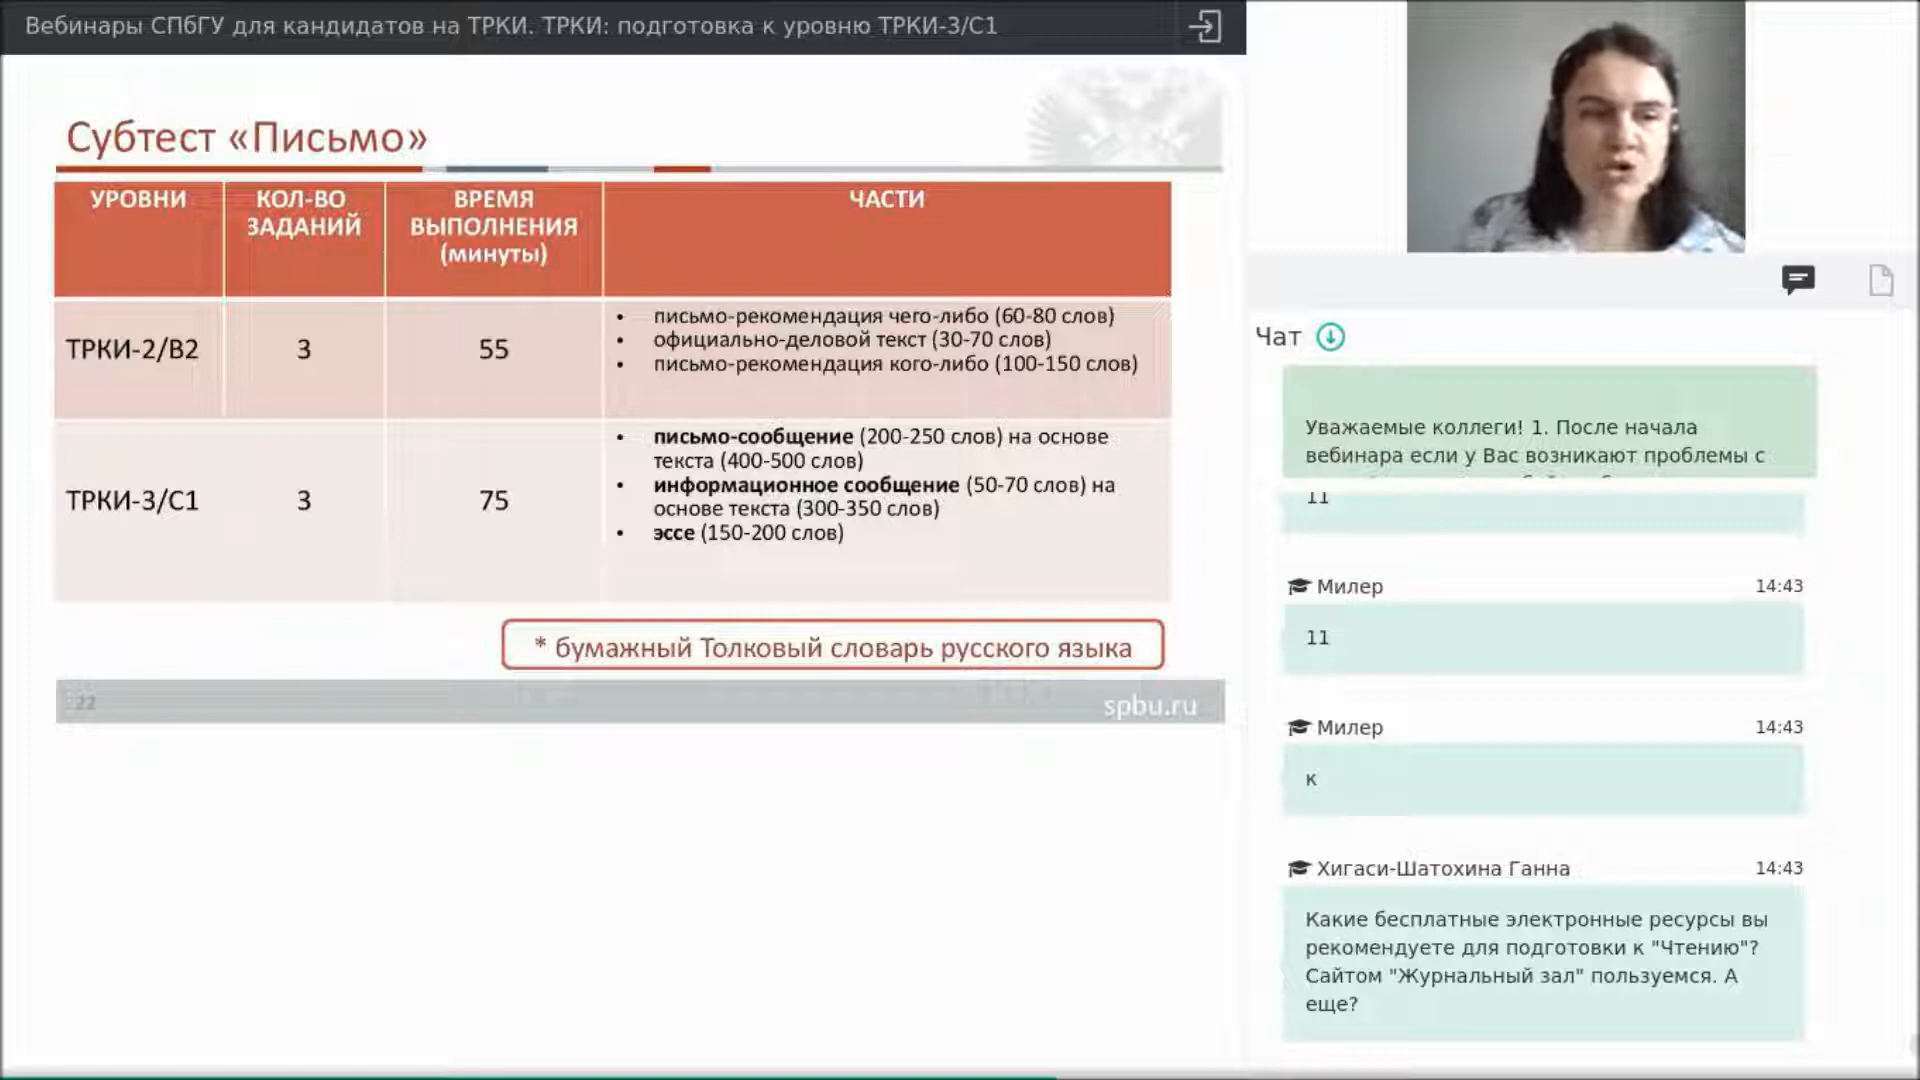 Вебинары СПбГУ для кандидатов на ТРКИ. ТРКИ: подготовка к уровню ТРКИ-3/С1
Субтест «Письмо»
УРОВНИ
КОЛ-ВО
ЗАДАНИЙ
ВРЕМЯ
ВЫПОЛНЕНИЯ
(минуты)
ЧАСТИ
ТРКИ-2/В2
3
55
• письмо-рекомендация чего-либо (60-80 слов)
• официально-деловой текст (30-70 слов)
• письмо-рекомендация кого-либо (100-150 слов)
ТРКИ-3/С1
3
75
• письмо-сообщение (200-250 слов) на основе
текста (400-500 слов)
• информационное сообщение (50-70 слов) на
основе текста (300-350 слов)
• эссе (150-200 слов)
* бумажный Толковый словарь русского языка
22
spbu.ru
Чат
Уважаемые коллеги! 1. После начала
вебинара если у Вас возникают проблемы с
11
Милер 14:43
11
Милер 14:43
к
Хигаси-Шатохина Ганна 14:43
Какие бесплатные электронные ресурсы вы
рекомендуете для подготовки к "Чтению"?
Сайтом "Журнальный зал" пользуемся. А
еще?